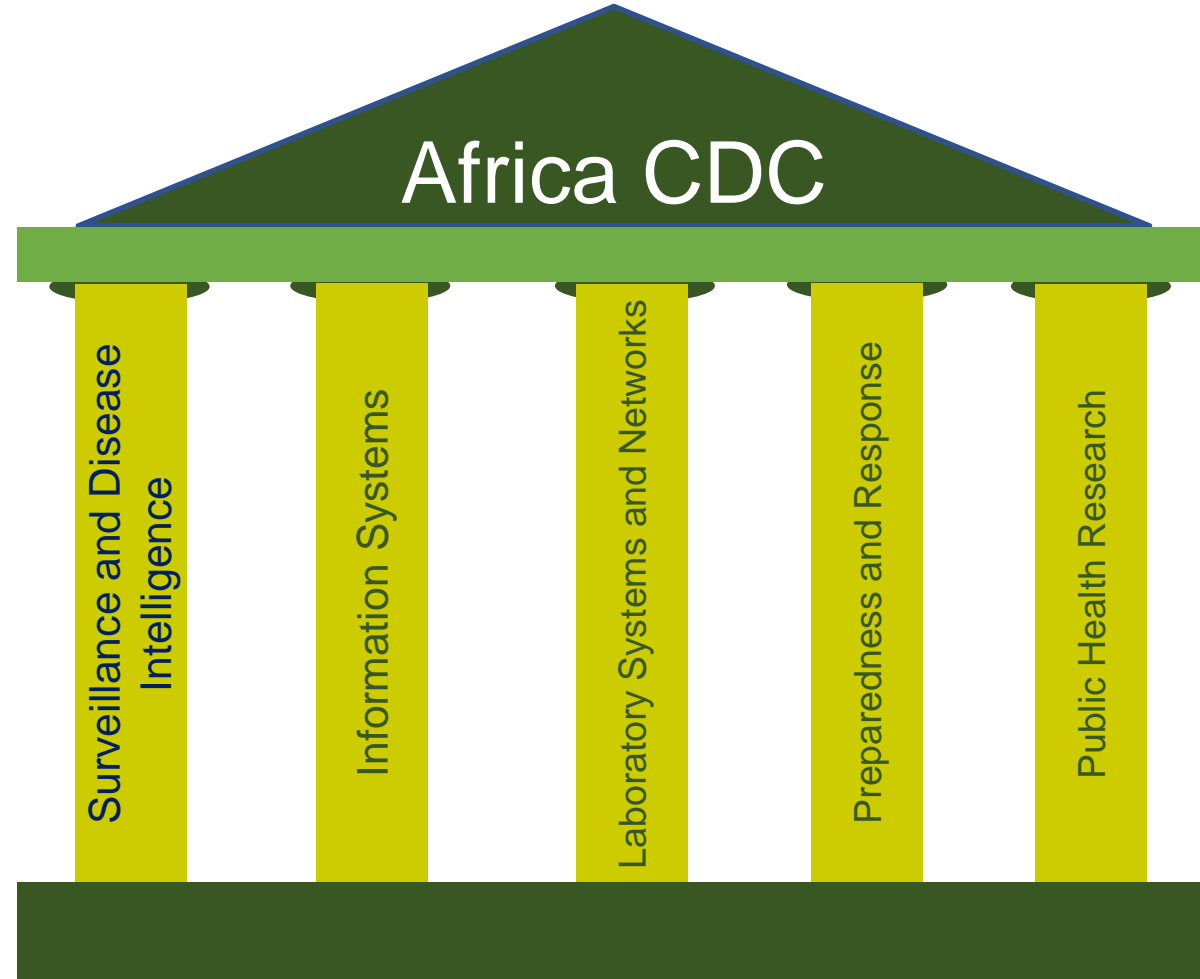 Africa CDC
Surveillance and Disease
Intelligence
Information Systems
Laboratory Systems and Networks
Preparedness and Response
Public Health Research